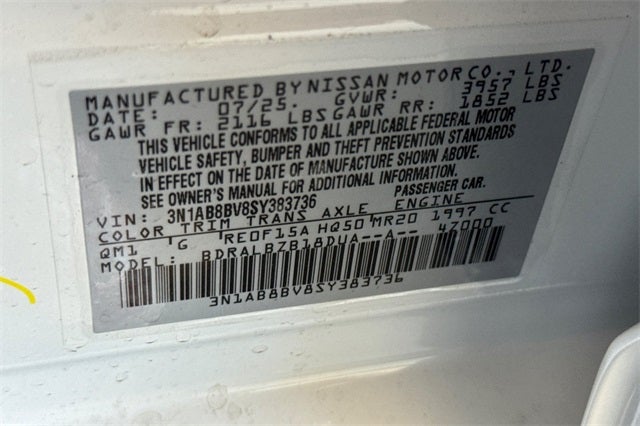 MANUFACTURED BY NISSAN MOTOR CO., LTD.
DATE: 07/25. GVWR: 3957 LBS
GAWR FR: 2116 LBS GAWR RR: 1852 LBS
THIS VEHICLE CONFORMS TO ALL APPLICABLE FEDERAL MOTOR
VEHICLE SAFETY, BUMPER AND THEFT PREVENTION STANDARDS
IN EFFECT ON THE DATE OF MANUFACTURE SHOWN ABOVE.
SEE OWNER'S MANUAL FOR ADDITIONAL INFORMATION.
VIN: 3N1AB8BV8SY383736 PASSENGER CAR.
COLOR TRIM TRANS AXLE ENGINE
QM1 G RE0F15A HQ50 MR20 1997 CC
MODEL: BDRALBZB18DUA--A-- 47000
3N1AB8BV8SY383736